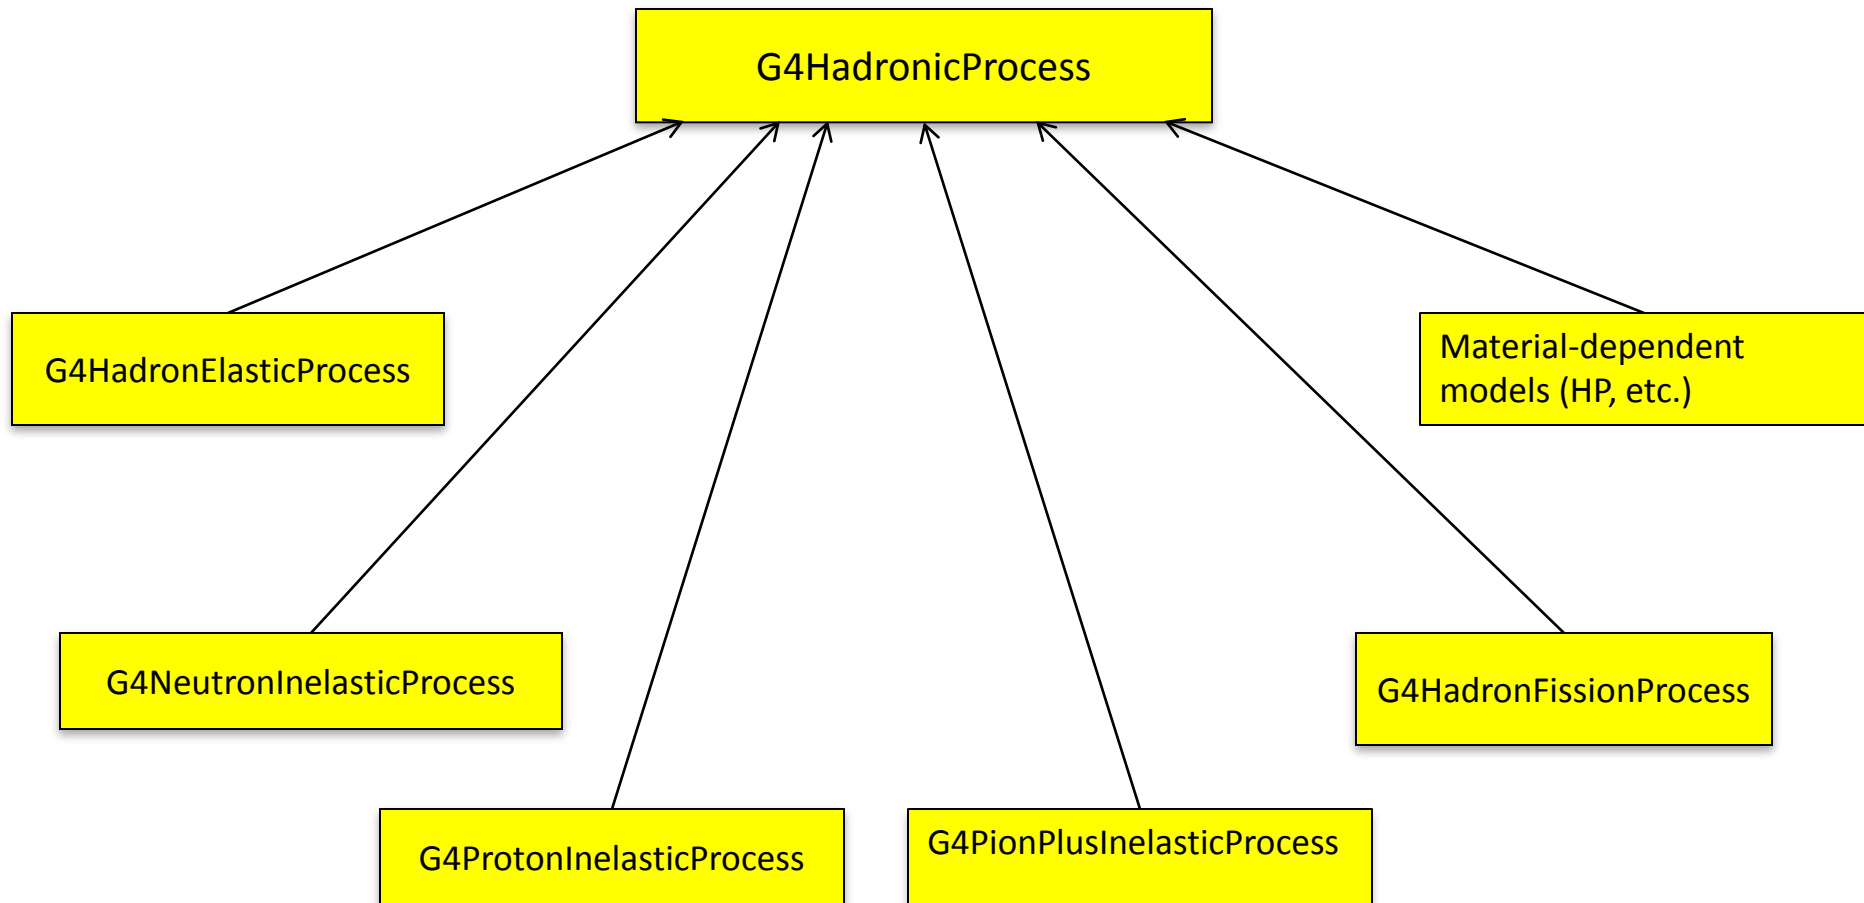 G4HadronicProcess
G4HadronElasticProcess
Material-dependent
models (HP, etc.)
G4NeutronInelasticProcess
G4HadronFissionProcess
G4ProtonInelasticProcess
G4PionPlusInelasticProcess